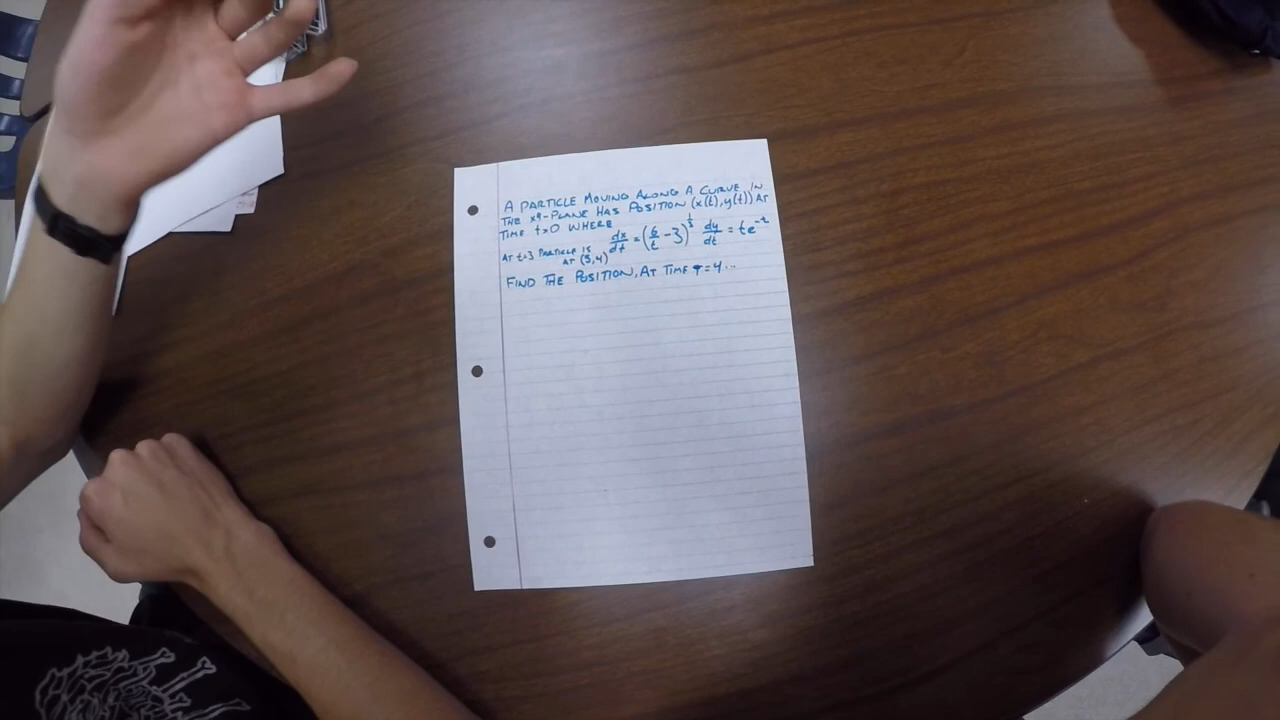 A PARTICLE MOVING ALONG A CURVE IN
THE xy-PLANE HAS POSITION (x(t),y(t)) AT
TIME t>0 WHERE
dx/dt = (6/t - 3)^{1/3} dy/dt = te^{-t}
AT t=3 PARTICLE IS
AT (5,4)
FIND THE POSITION, AT TIME T=4...